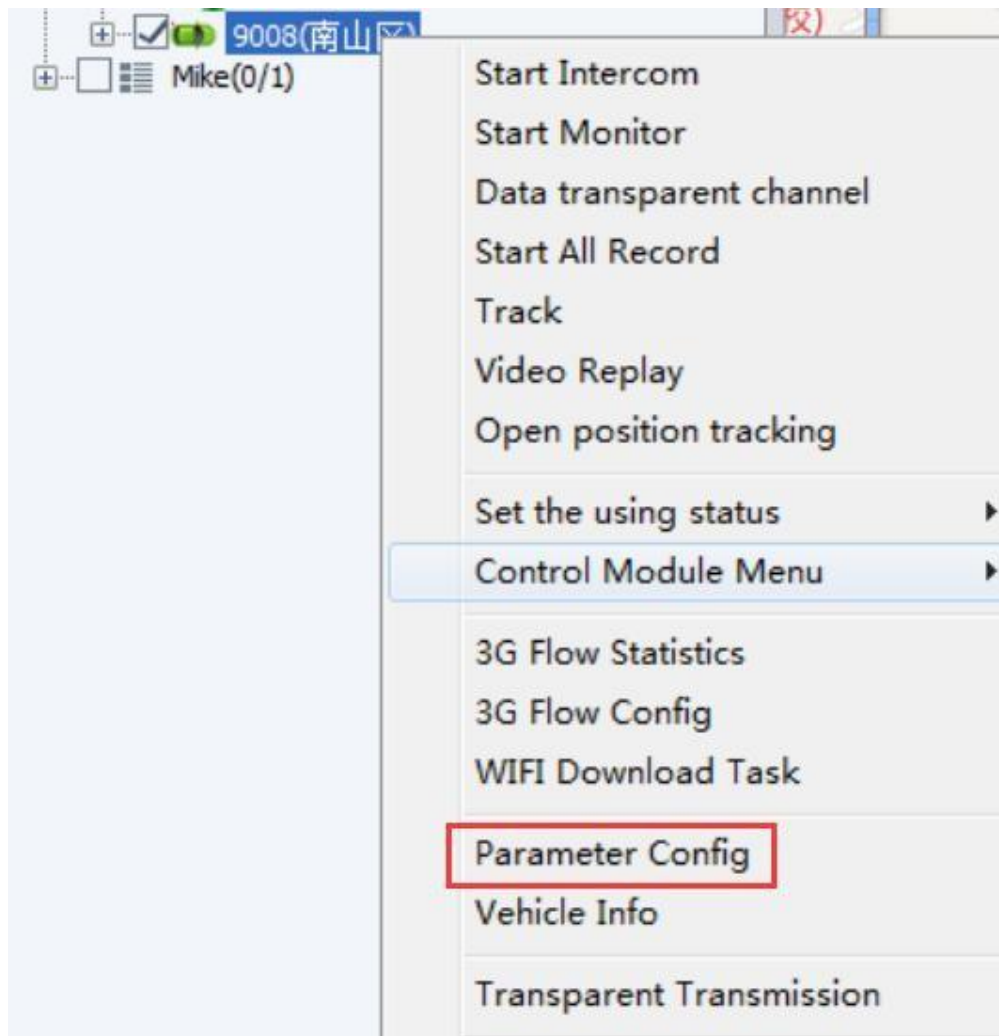 9008(南山区)
Mike(0/1)
Start Intercom
Start Monitor
Data transparent channel
Start All Record
Track
Video Replay
Open position tracking
Set the using status
Control Module Menu
3G Flow Statistics
3G Flow Config
WIFI Download Task
Parameter Config
Vehicle Info
Transparent Transmission